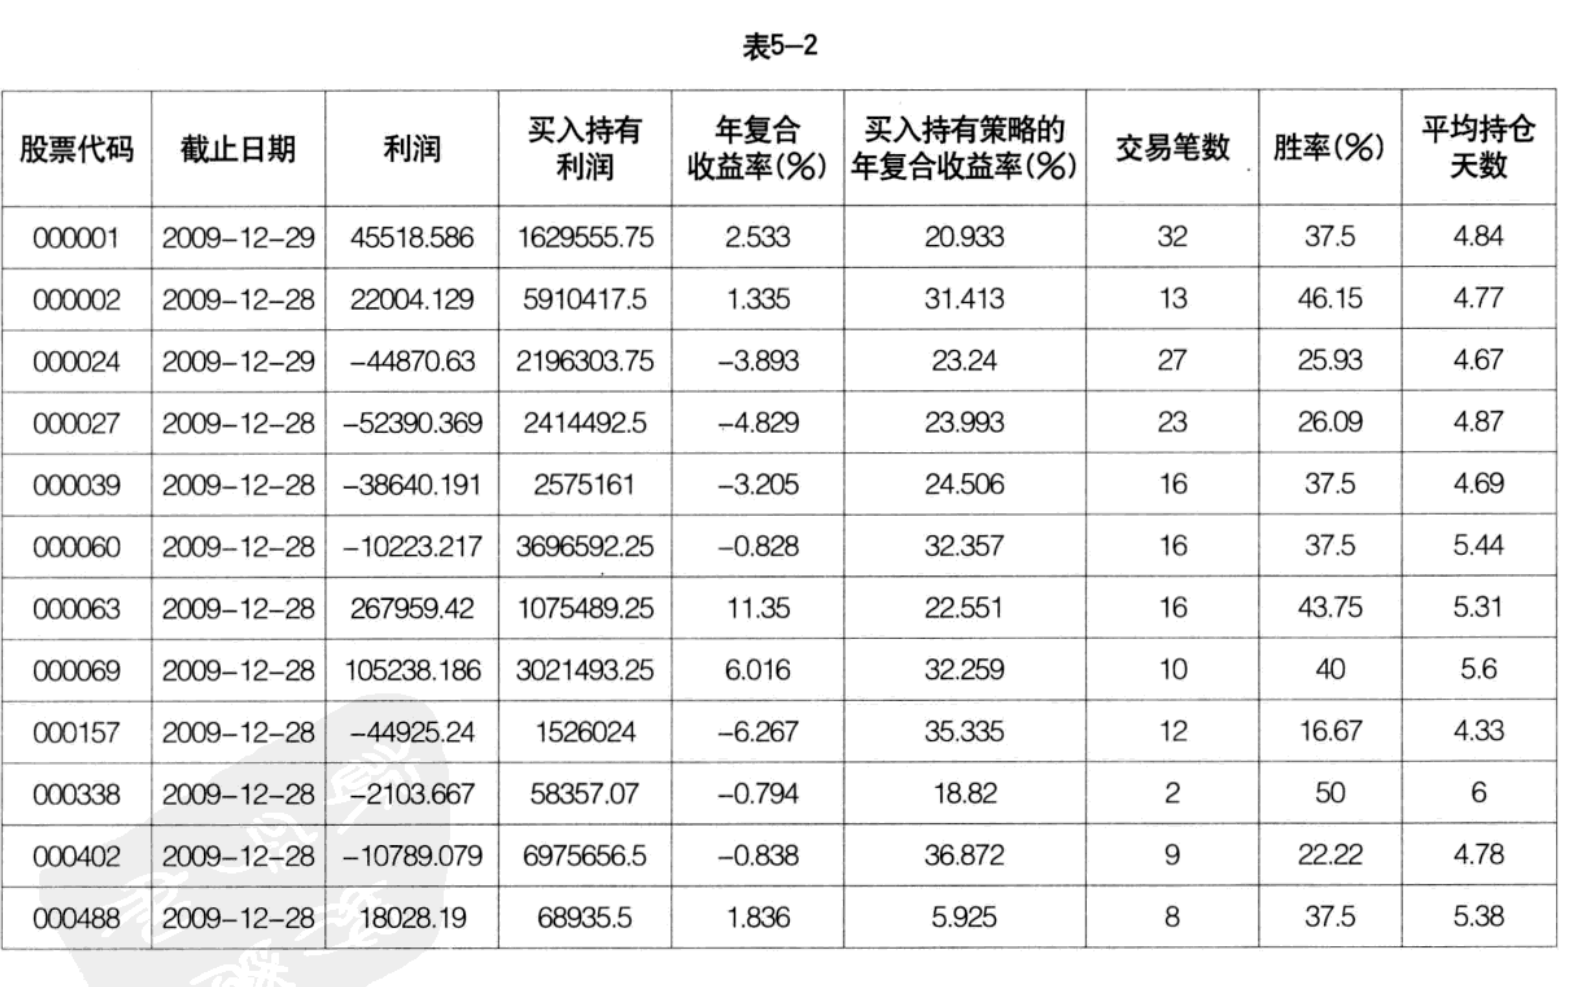 表5–2
股票代码 截止日期 利润 买入持有利润 年复合收益率(%) 买入持有策略的年复合收益率(%) 交易笔数 胜率(%) 平均持仓天数
000001 2009–12–29 45518.586 1629555.75 2.533 20.933 32 37.5 4.84
000002 2009–12–28 22004.129 5910417.5 1.335 31.413 13 46.15 4.77
000024 2009–12–29 –44870.63 2196303.75 –3.893 23.24 27 25.93 4.67
000027 2009–12–28 –52390.369 2414492.5 –4.829 23.993 23 26.09 4.87
000039 2009–12–28 –38640.191 2575161 –3.205 24.506 16 37.5 4.69
000060 2009–12–28 –10223.217 3696592.25 –0.828 32.357 16 37.5 5.44
000063 2009–12–28 267959.42 1075489.25 11.35 22.551 16 43.75 5.31
000069 2009–12–28 105238.186 3021493.25 6.016 32.259 10 40 5.6
000157 2009–12–28 –44925.24 1526024 –6.267 35.335 12 16.67 4.33
000338 2009–12–28 –2103.667 58357.07 –0.794 18.82 2 50 6
000402 2009–12–28 –10789.079 6975656.5 –0.838 36.872 9 22.22 4.78
000488 2009–12–28 18028.19 68935.5 1.836 5.925 8 37.5 5.38